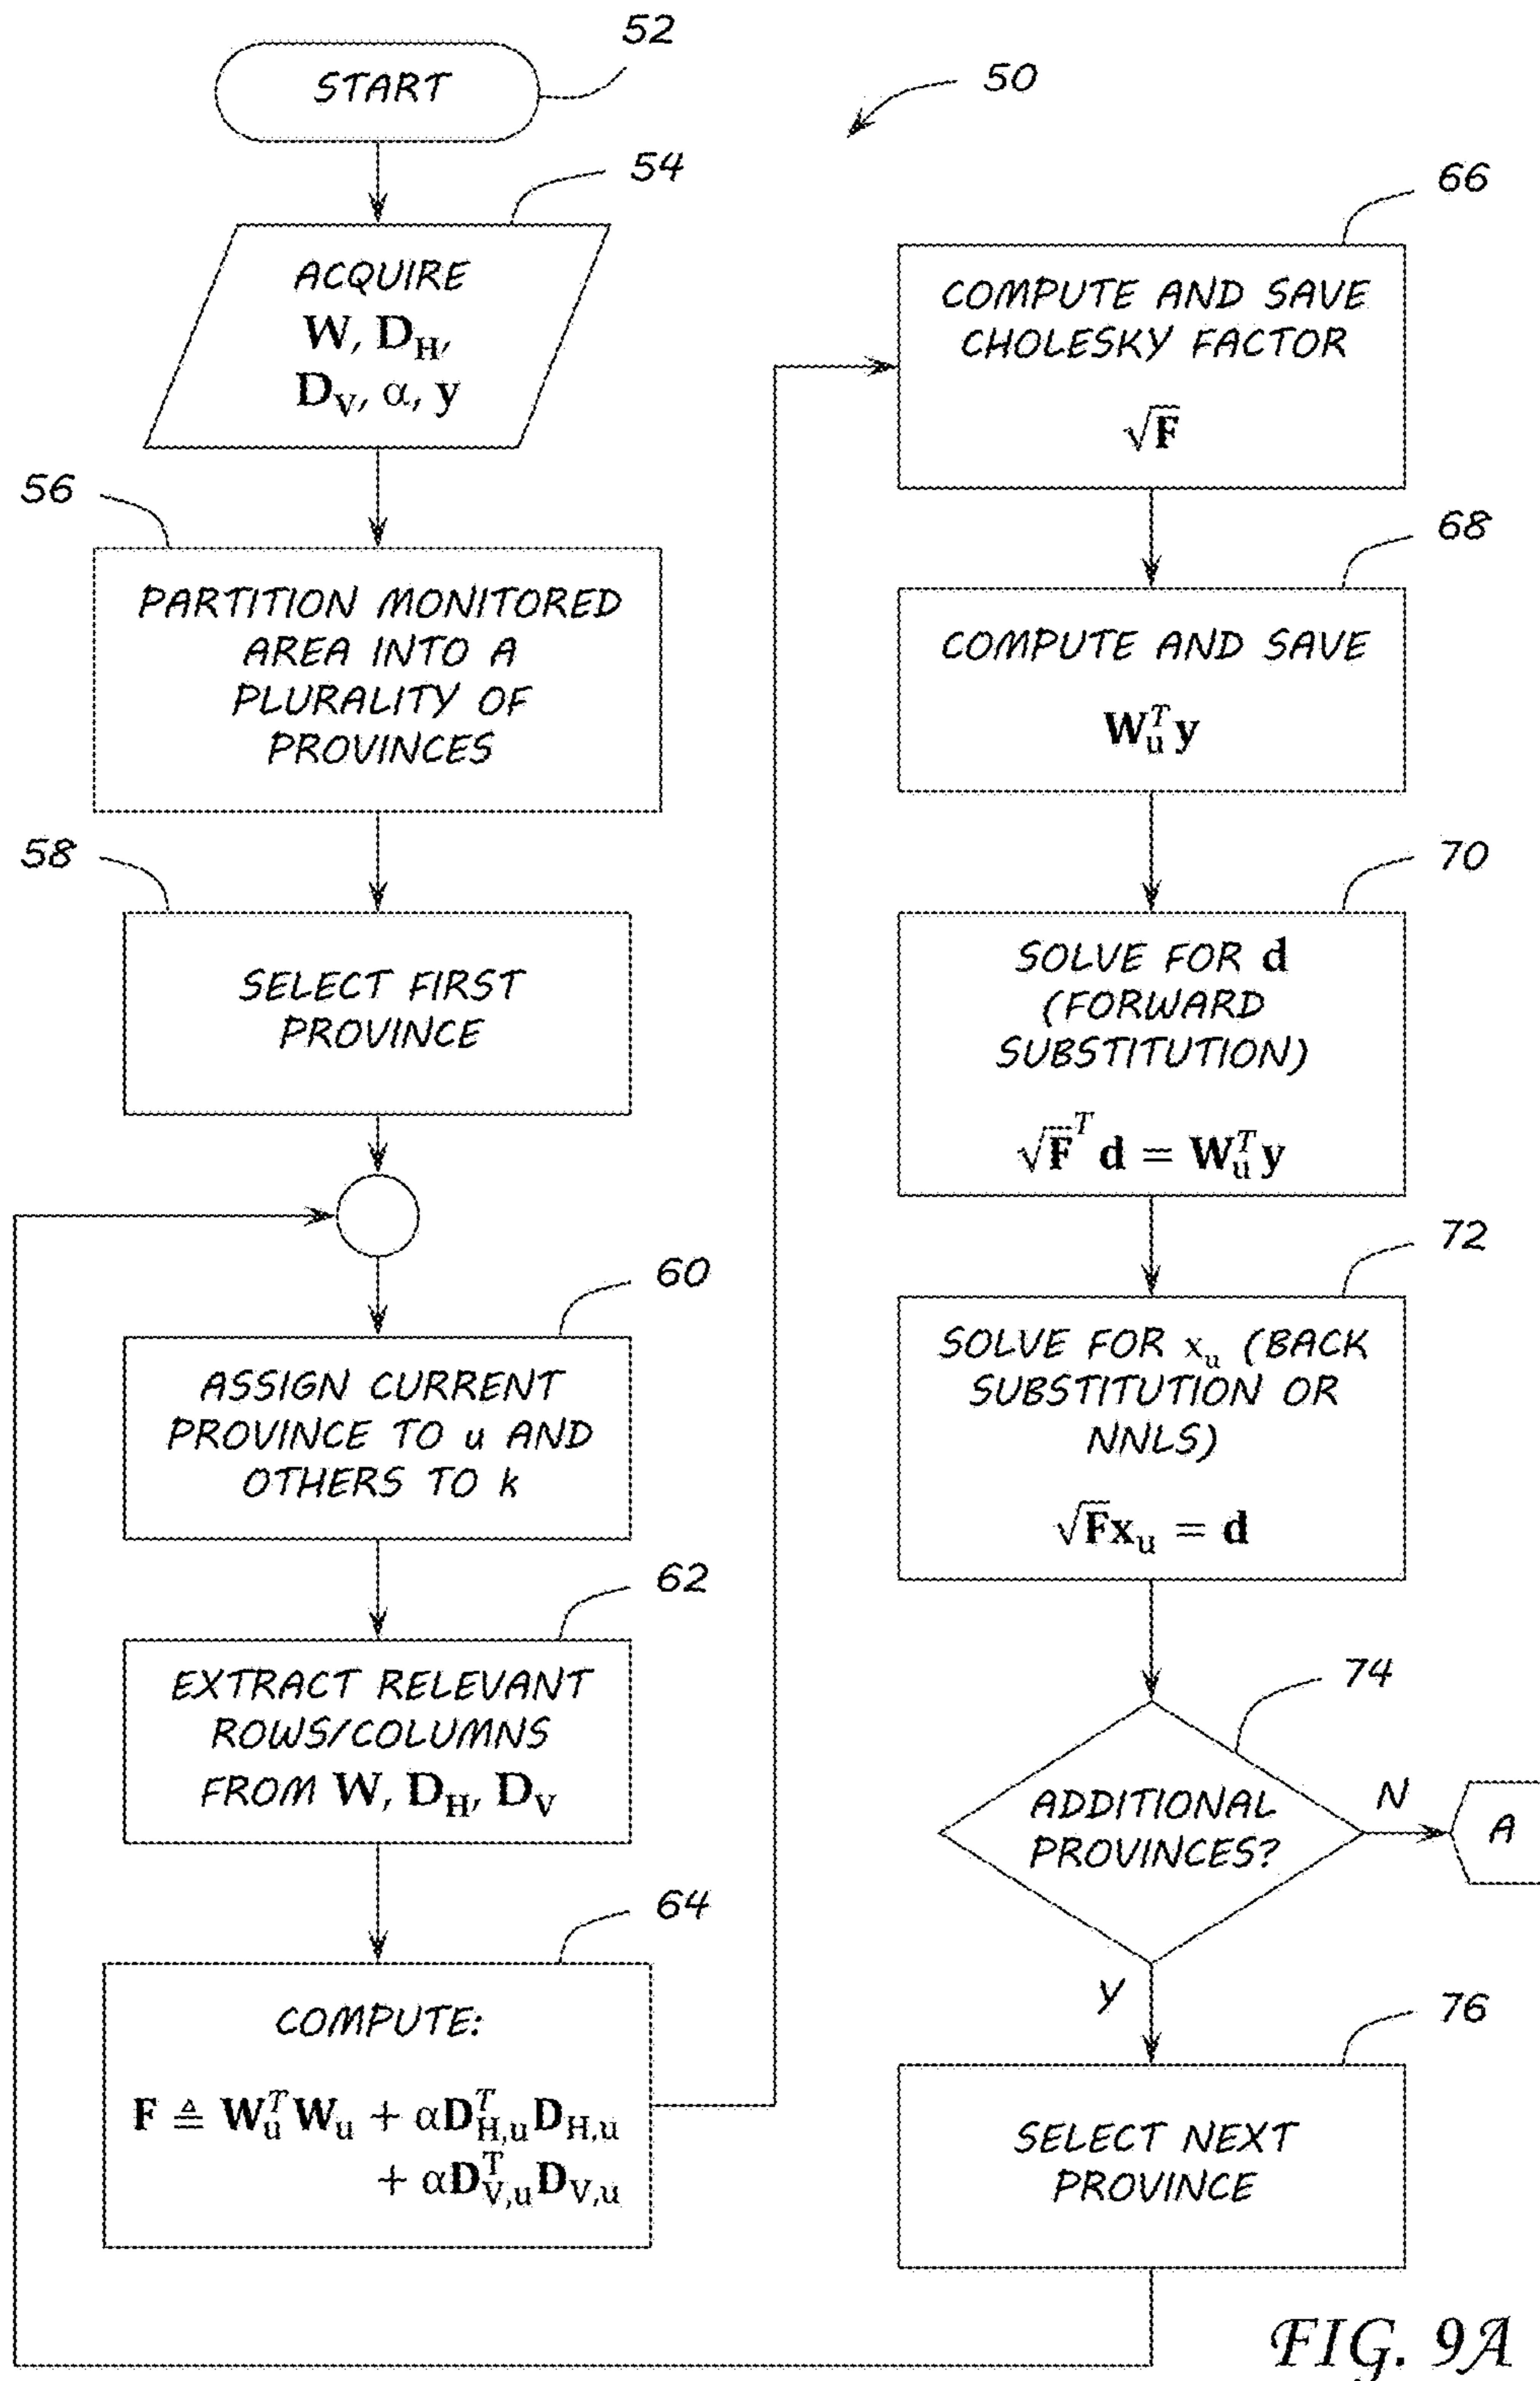 52
START
50
54
ACQUIRE
W, D_H,
D_V, α, y
56
PARTITION MONITORED
AREA INTO A
PLURALITY OF
PROVINCES
58
SELECT FIRST
PROVINCE
60
ASSIGN CURRENT
PROVINCE TO u AND
OTHERS TO k
62
EXTRACT RELEVANT
ROWS/COLUMNS
FROM W, D_H, D_V
64
COMPUTE:
F ≜ W_u^T W_u + αD_{H,u}^T D_{H,u}
+ αD_{V,u}^T D_{V,u}
66
COMPUTE AND SAVE
CHOLESKY FACTOR
√F
68
COMPUTE AND SAVE
W_u^T y
70
SOLVE FOR d
(FORWARD
SUBSTITUTION)
√F^T d = W_u^T y
72
SOLVE FOR x_u (BACK
SUBSTITUTION OR
NNLS)
√F x_u = d
74
ADDITIONAL
PROVINCES?
N
A
Y
76
SELECT NEXT
PROVINCE
FIG. 9A